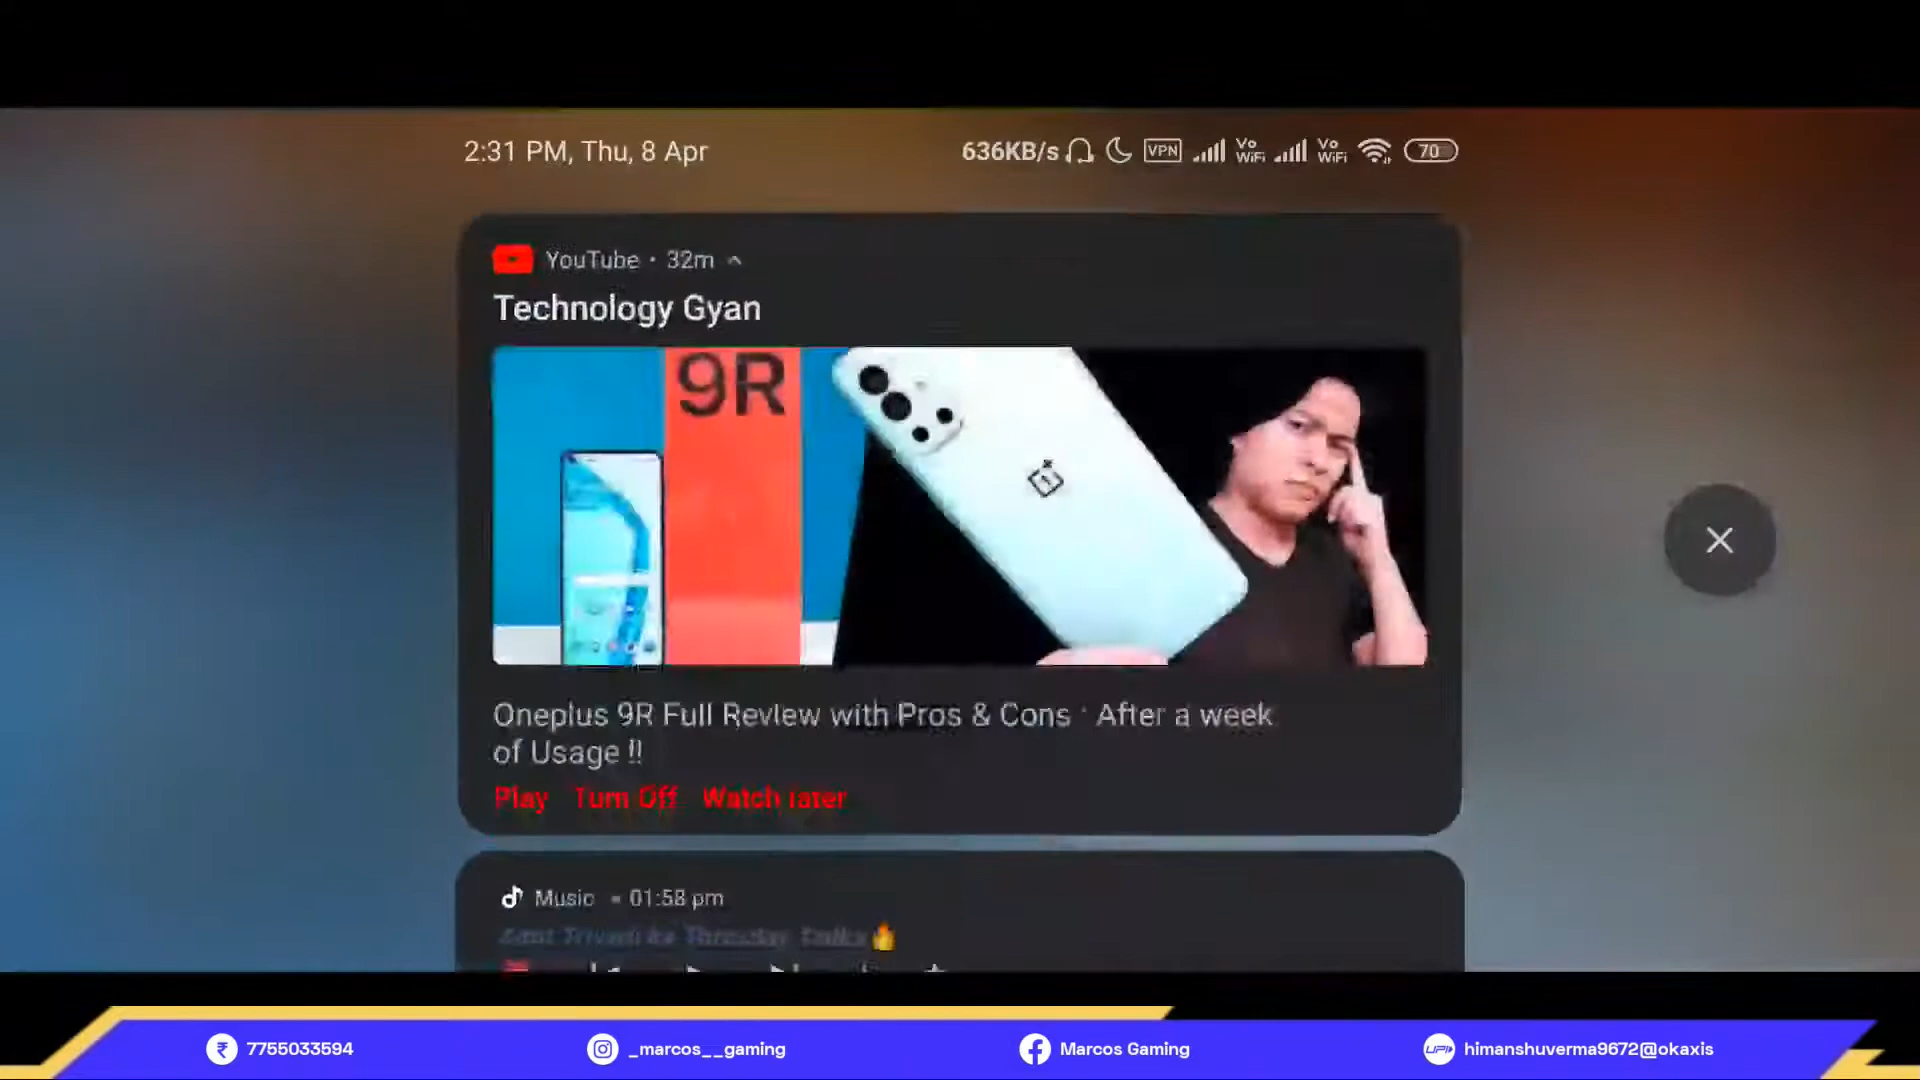 2:31 PM, Thu, 8 Apr
636KB/s VPN Vo WiFi Vo WiFi 70
YouTube • 32m
Technology Gyan
9R
Oneplus 9R Full Review with Pros & Cons · After a week
of Usage !!
Play Turn Off Watch later
Music • 01:58 pm
7755033594
_marcos__gaming
Marcos Gaming
UPI
himanshuverma9672@okaxis